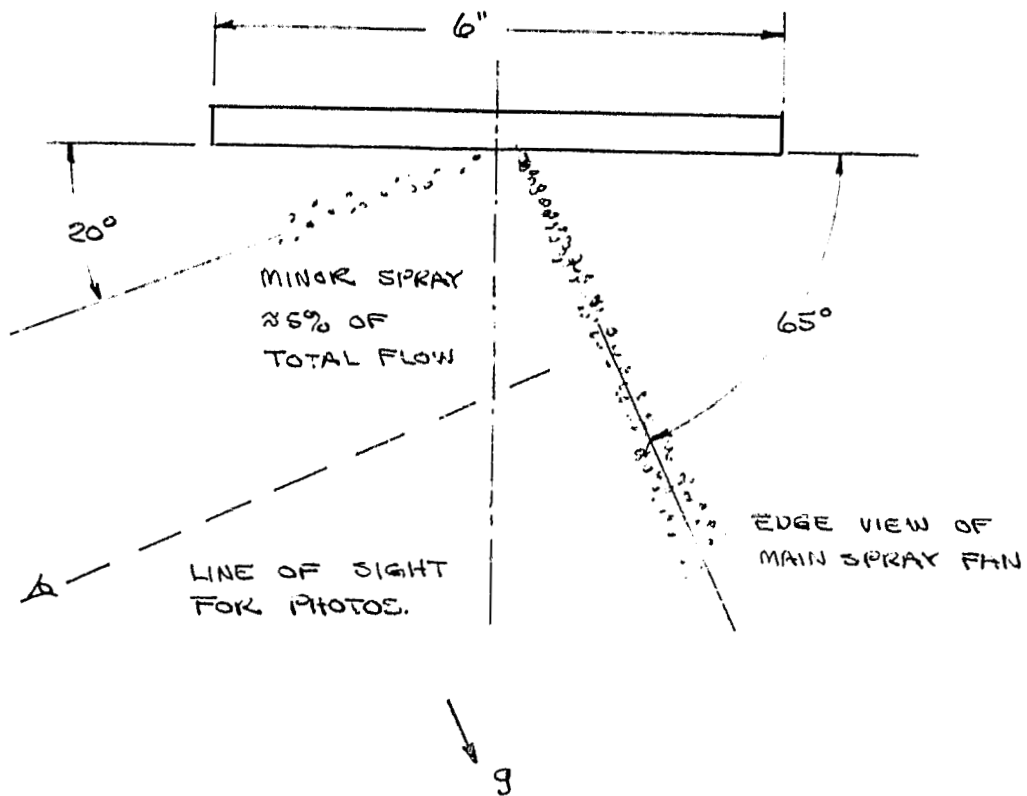 6"
20°
MINOR SPRAY
≈5% OF
TOTAL FLOW
65°
EDGE VIEW OF
MAIN SPRAY FAN
LINE OF SIGHT
FOR PHOTOS.
g